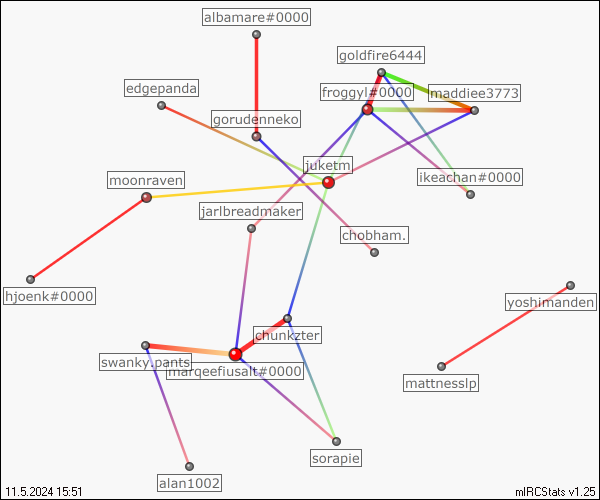 albamare#0000
goldfire6444
edgepanda
froggyl#0000
maddiee3773
gorudenneko
juketm
moonraven
ikeachan#0000
jarlbreadmaker
chobham.
hjoenk#0000
yoshimanden
chunkzter
swanky.pants
marqeefiusalt#0000
mattnesslp
sorapie
alan1002
11.5.2024 15:51
mIRCStats v1.25